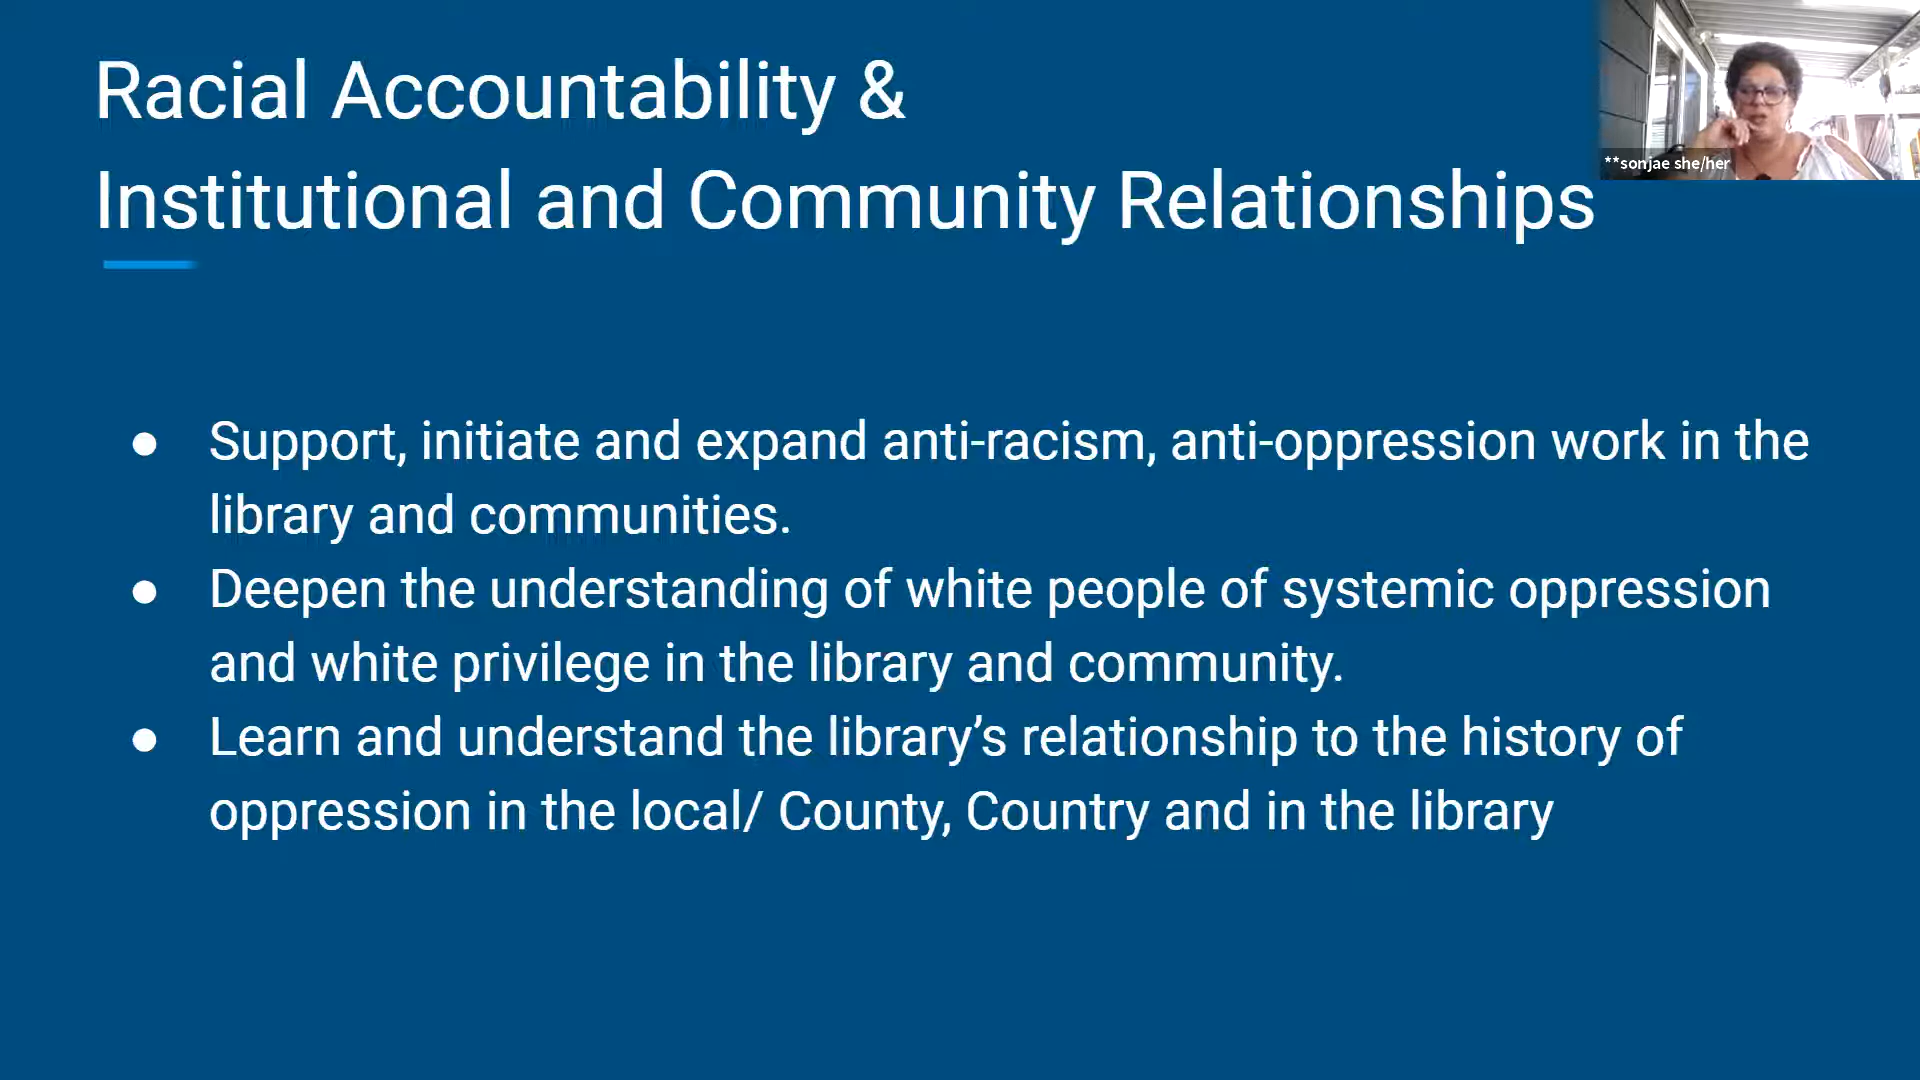 Racial Accountability &
Institutional and Community Relationships
**sonjae she/her
● Support, initiate and expand anti-racism, anti-oppression work in the
library and communities.
● Deepen the understanding of white people of systemic oppression
and white privilege in the library and community.
● Learn and understand the library’s relationship to the history of
oppression in the local/ County, Country and in the library